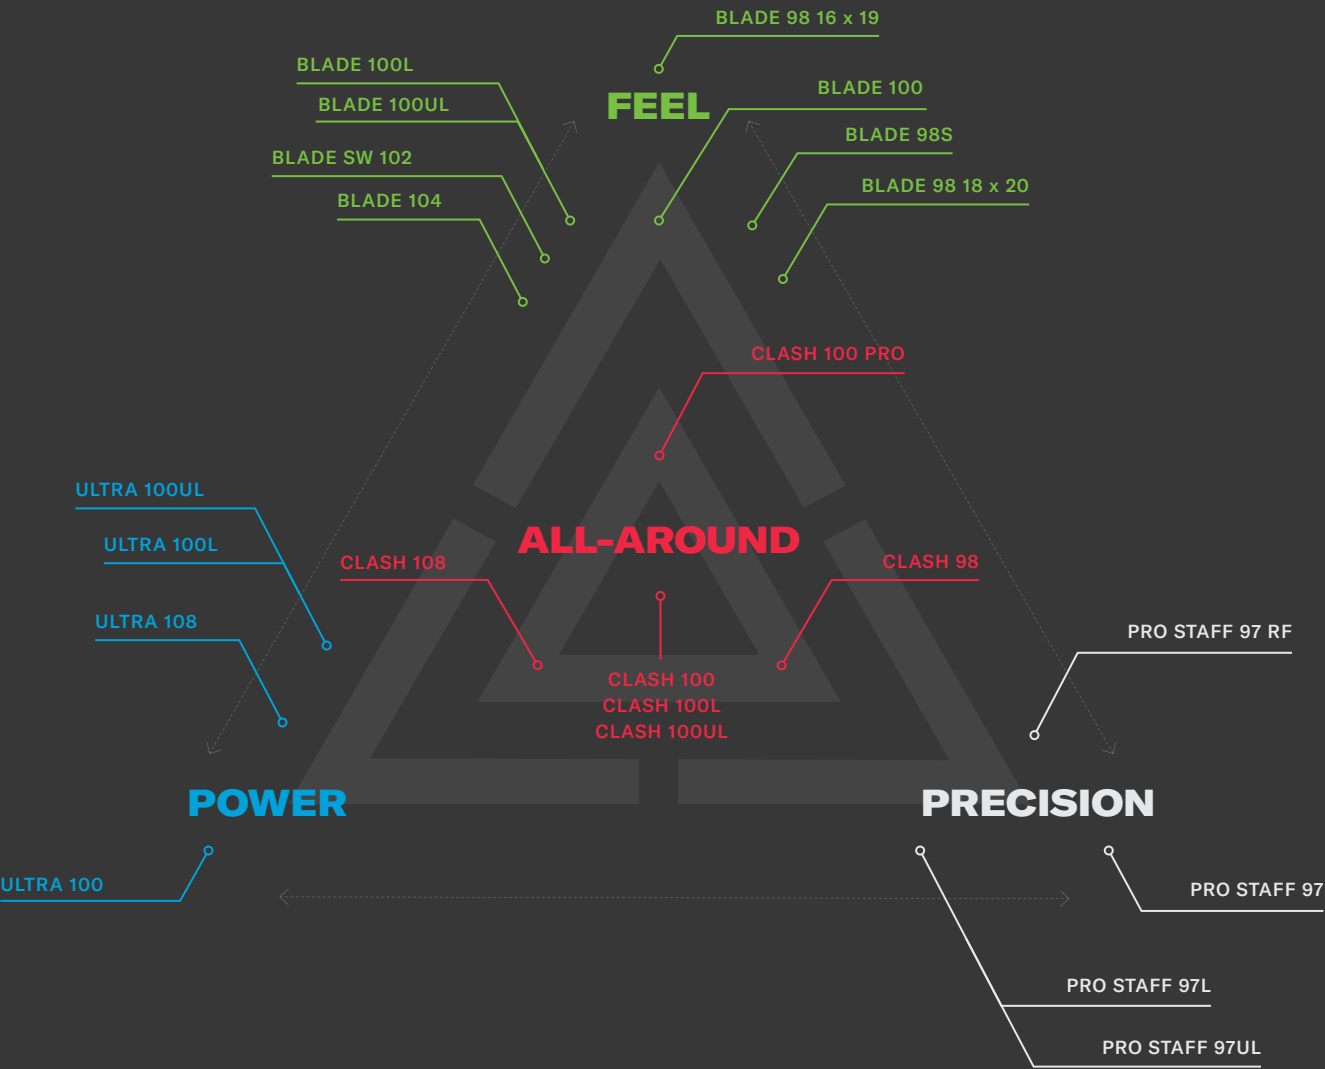 BLADE 98 16 x 19
BLADE 100L
BLADE 100
FEEL
BLADE 100UL
BLADE 98S
BLADE SW 102
BLADE 98 18 x 20
BLADE 104
CLASH 100 PRO
ULTRA 100UL
ALL-AROUND
ULTRA 100L
CLASH 108
CLASH 98
ULTRA 108
PRO STAFF 97 RF
CLASH 100
CLASH 100L
CLASH 100UL
POWER
PRECISION
ULTRA 100
PRO STAFF 97
PRO STAFF 97L
PRO STAFF 97UL